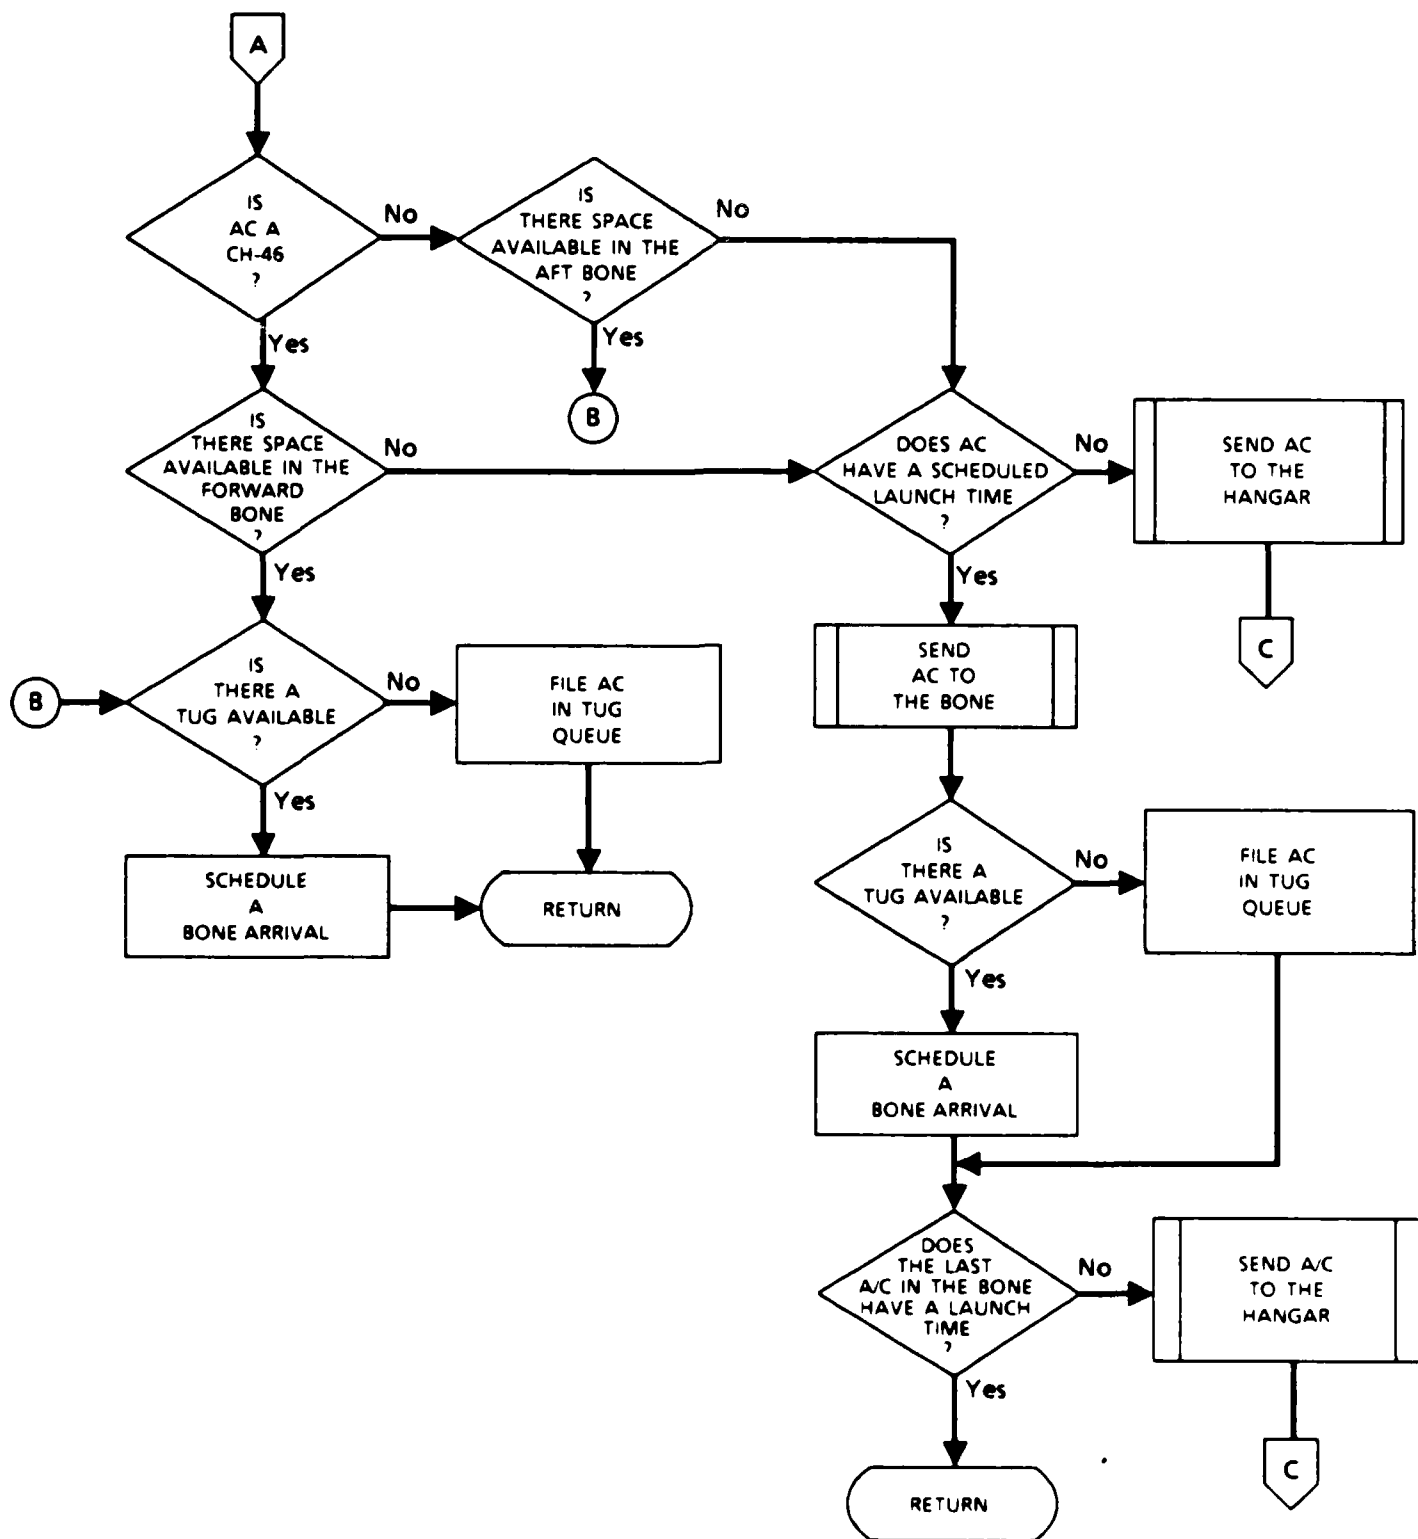 A
IS
AC A
CH-46
?
No
IS
THERE SPACE
AVAILABLE IN THE
AFT BONE
?
No
Yes
Yes
B
IS
THERE SPACE
AVAILABLE IN THE
FORWARD
BONE
?
No
DOES AC
HAVE A SCHEDULED
LAUNCH TIME
?
No
SEND AC
TO THE
HANGAR
Yes
Yes
C
B
IS
THERE A
TUG AVAILABLE
?
No
FILE AC
IN TUG
QUEUE
SEND
AC TO
THE BONE
Yes
SCHEDULE
A
BONE ARRIVAL
RETURN
IS
THERE A
TUG AVAILABLE
?
No
FILE AC
IN TUG
QUEUE
Yes
SCHEDULE
A
BONE ARRIVAL
DOES
THE LAST
A/C IN THE BONE
HAVE A LAUNCH
TIME
?
No
SEND A/C
TO THE
HANGAR
Yes
C
RETURN